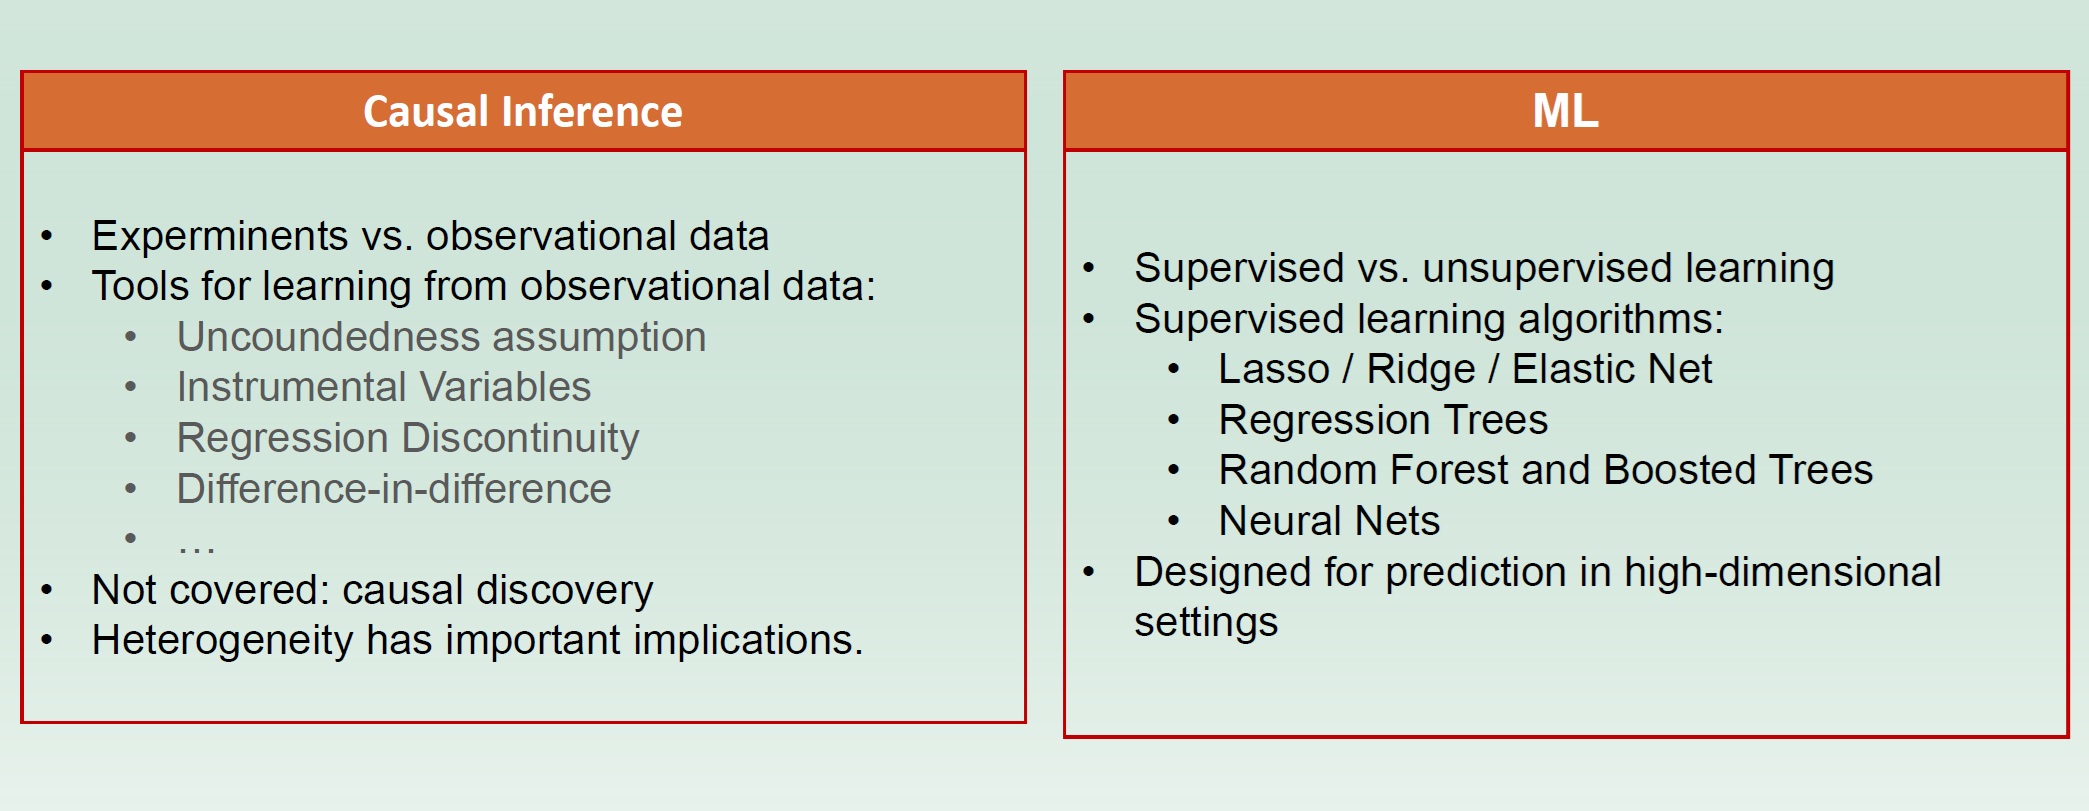 Causal Inference
• Experminents vs. observational data
• Tools for learning from observational data:
• Uncoundedness assumption
• Instrumental Variables
• Regression Discontinuity
• Difference-in-difference
• …
• Not covered: causal discovery
• Heterogeneity has important implications.
ML
• Supervised vs. unsupervised learning
• Supervised learning algorithms:
• Lasso / Ridge / Elastic Net
• Regression Trees
• Random Forest and Boosted Trees
• Neural Nets
• Designed for prediction in high-dimensional
settings